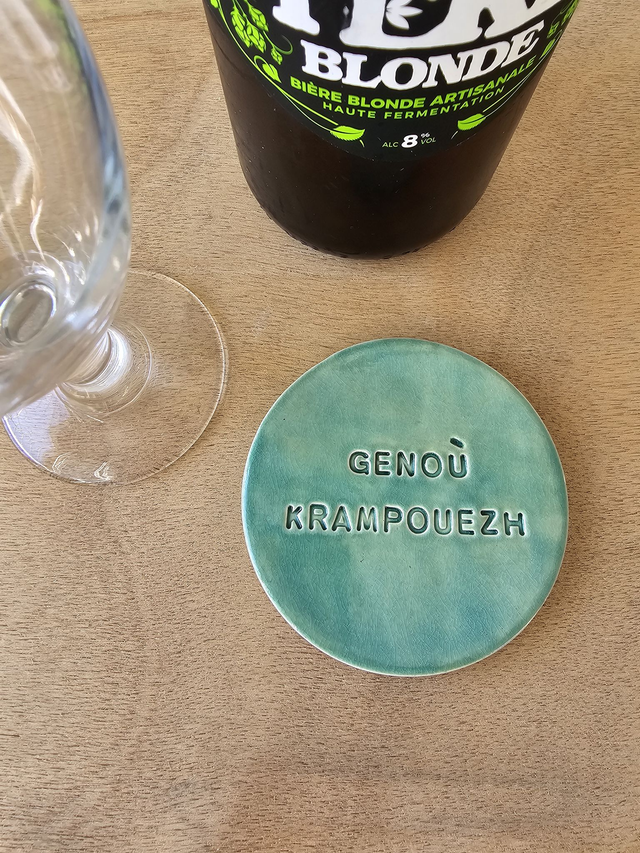 BLONDE
BIÈRE BLONDE ARTISANALE
HAUTE FERMENTATION
ALC 8% VOL
GENOÙ
KRAMPOUEZH